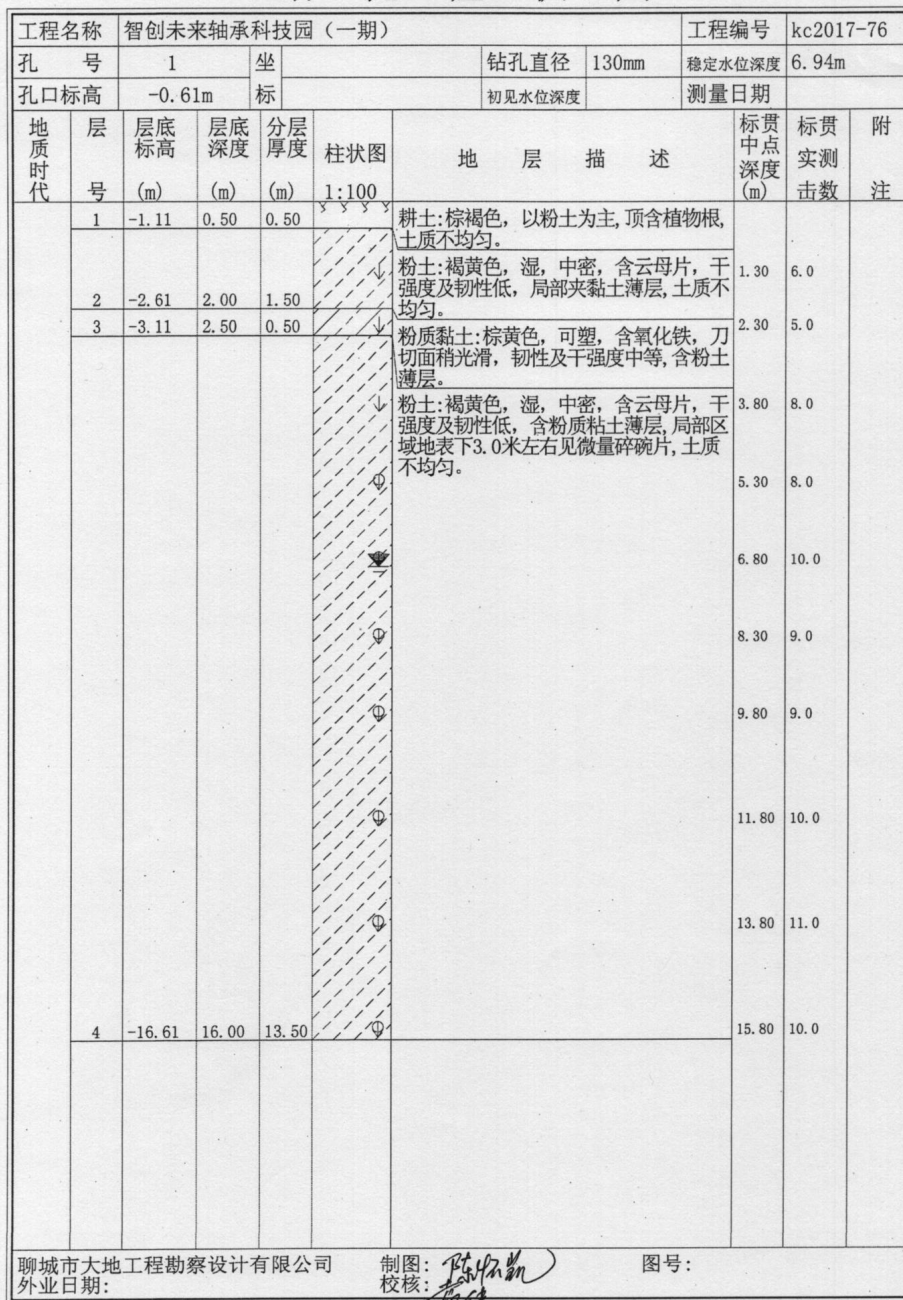 工程名称 智创未来轴承科技园（一期） 工程编号 kc2017-76
孔 号 1 坐 钻孔直径 130mm 稳定水位深度 6.94m
孔口标高 -0.61m 标 初见水位深度 测量日期
地质时代 层号 层底标高(m) 层底深度(m) 分层厚度(m) 柱状图1:100 地 层 描 述 标贯中点深度(m) 标贯实测击数 附注
1 -1.11 0.50 0.50 耕土:棕褐色，以粉土为主,顶含植物根,
土质不均匀。
粉土:褐黄色，湿，中密，含云母片，干 1.30 6.0
强度及韧性低，局部夹黏土薄层,土质不
2 -2.61 2.00 1.50 均匀。
3 -3.11 2.50 0.50 2.30 5.0
粉质黏土:棕黄色，可塑，含氧化铁，刀
切面稍光滑，韧性及干强度中等,含粉土
薄层。
粉土:褐黄色，湿，中密，含云母片，干 3.80 8.0
强度及韧性低，含粉质粘土薄层,局部区
域地表下3.0米左右见微量碎碗片,土质
不均匀。
5.30 8.0
6.80 10.0
8.30 9.0
9.80 9.0
11.80 10.0
13.80 11.0
4 -16.61 16.00 13.50 15.80 10.0
聊城市大地工程勘察设计有限公司 制图: 图号:
外业日期: 校核: